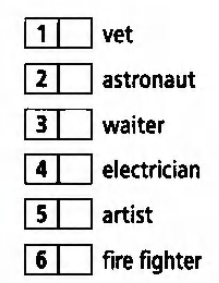 1 vet
2 astronaut
3 waiter
4 electrician
5 artist
6 fire fighter